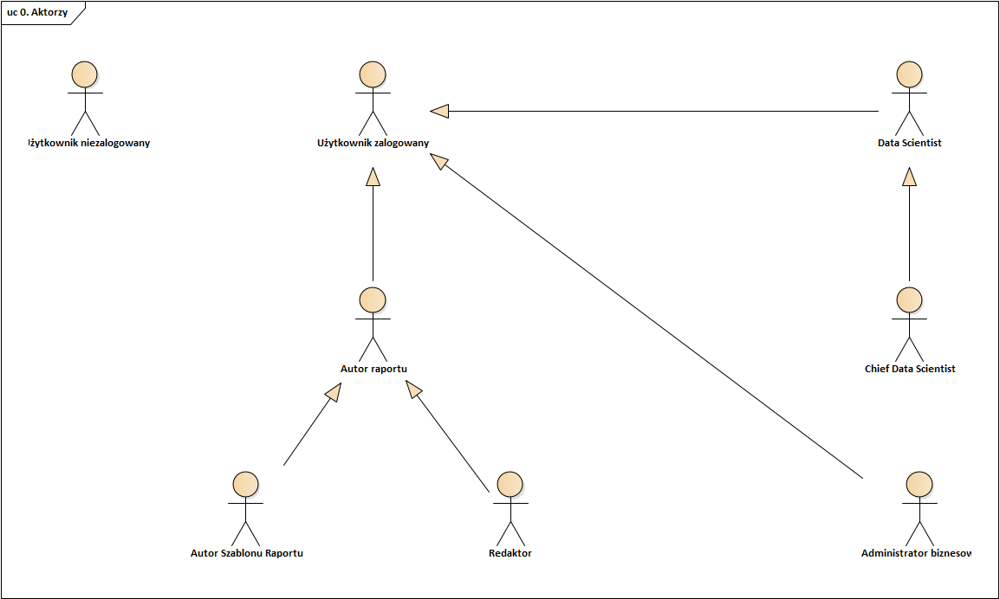 uc 0. Aktorzy
Użytkownik niezalogowany
Użytkownik zalogowany
Data Scientist
Autor raportu
Chief Data Scientist
Autor Szablonu Raportu
Redaktor
Administrator biznesow